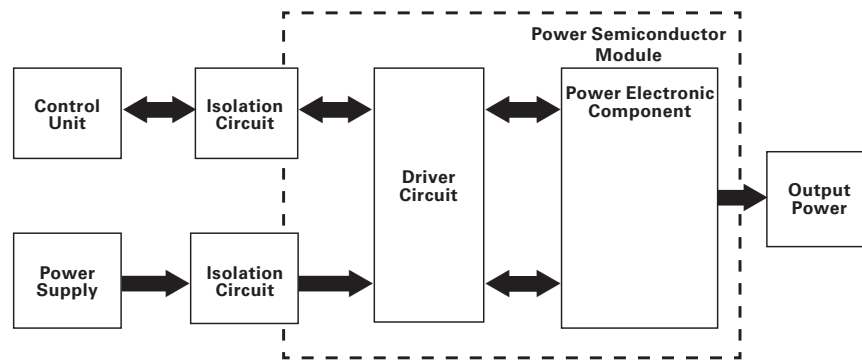 Power Semiconductor
Module
Control
Unit
Isolation
Circuit
Power Electronic
Component
Driver
Circuit
Output
Power
Power
Supply
Isolation
Circuit